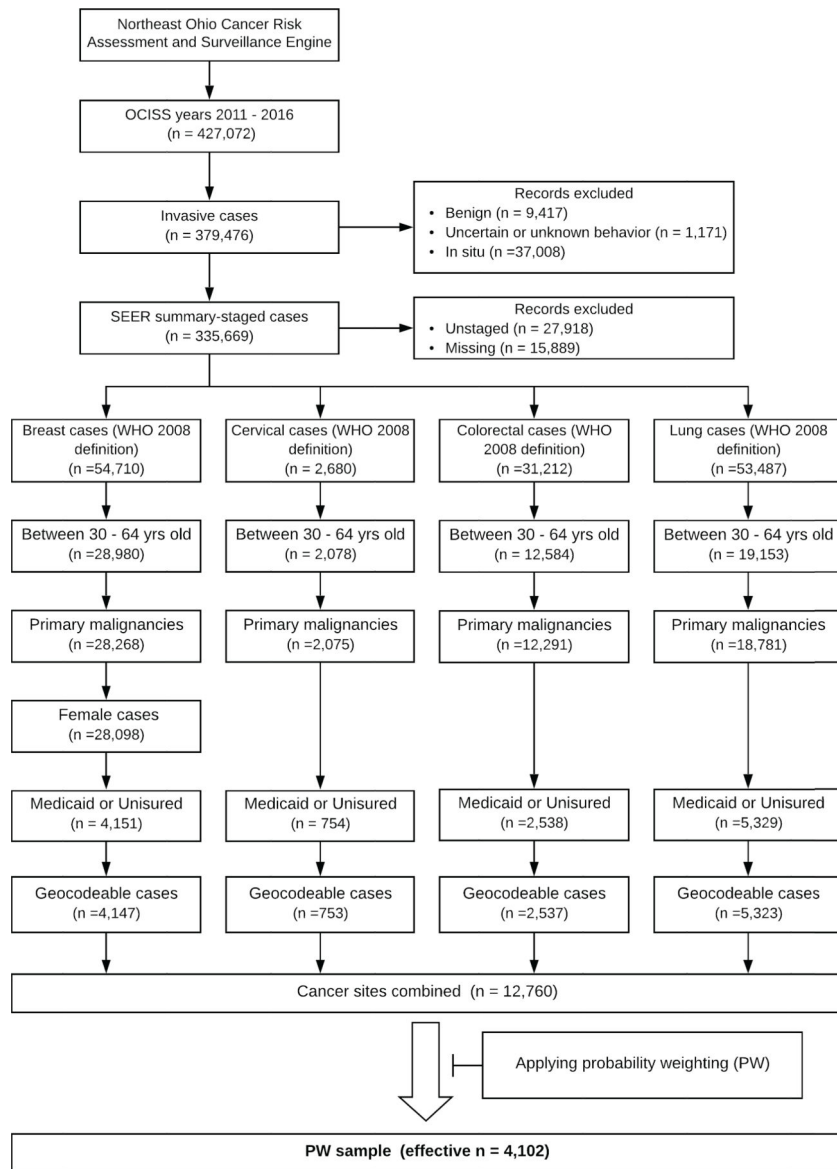 Northeast Ohio Cancer Risk
Assessment and Surveillance Engine
OCISS years 2011 - 2016
(n = 427,072)
Invasive cases
(n = 379,476)
Records excluded
• Benign (n = 9,417)
• Uncertain or unknown behavior (n = 1,171)
• In situ (n =37,008)
SEER summary-staged cases
(n = 335,669)
Records excluded
• Unstaged (n = 27,918)
• Missing (n = 15,889)
Breast cases (WHO 2008
definition)
(n =54,710)
Cervical cases (WHO 2008
definition)
(n = 2,680)
Colorectal cases (WHO
2008 definition)
(n =31,212)
Lung cases (WHO 2008
definition)
(n =53,487)
Between 30 - 64 yrs old
(n =28,980)
Between 30 - 64 yrs old
(n = 2,078)
Between 30 - 64 yrs old
(n = 12,584)
Between 30 - 64 yrs old
(n = 19,153)
Primary malignancies
(n =28,268)
Primary malignancies
(n =2,075)
Primary malignancies
(n =12,291)
Primary malignancies
(n =18,781)
Female cases
(n =28,098)
Medicaid or Unisured
(n = 4,151)
Medicaid or Unisured
(n = 754)
Medicaid or Unisured
(n =2,538)
Medicaid or Unisured
(n =5,329)
Geocodeable cases
(n =4,147)
Geocodeable cases
(n =753)
Geocodeable cases
(n =2,537)
Geocodeable cases
(n =5,323)
Cancer sites combined (n = 12,760)
Applying probability weighting (PW)
PW sample (effective n = 4,102)